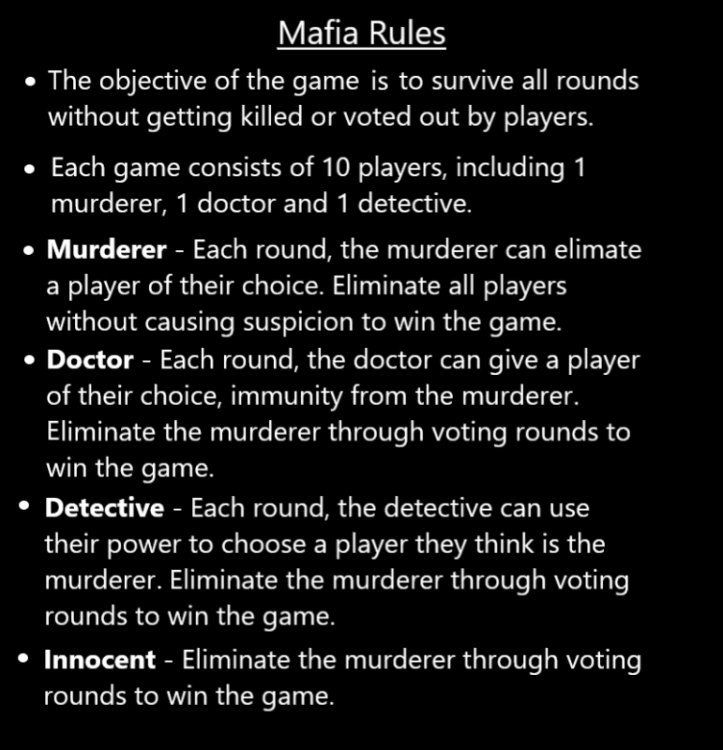 Mafia Rules
• The objective of the game is to survive all rounds
without getting killed or voted out by players.
• Each game consists of 10 players, including 1
murderer, 1 doctor and 1 detective.
• Murderer - Each round, the murderer can elimate
a player of their choice. Eliminate all players
without causing suspicion to win the game.
• Doctor - Each round, the doctor can give a player
of their choice, immunity from the murderer.
Eliminate the murderer through voting rounds to
win the game.
• Detective - Each round, the detective can use
their power to choose a player they think is the
murderer. Eliminate the murderer through voting
rounds to win the game.
• Innocent - Eliminate the murderer through voting
rounds to win the game.